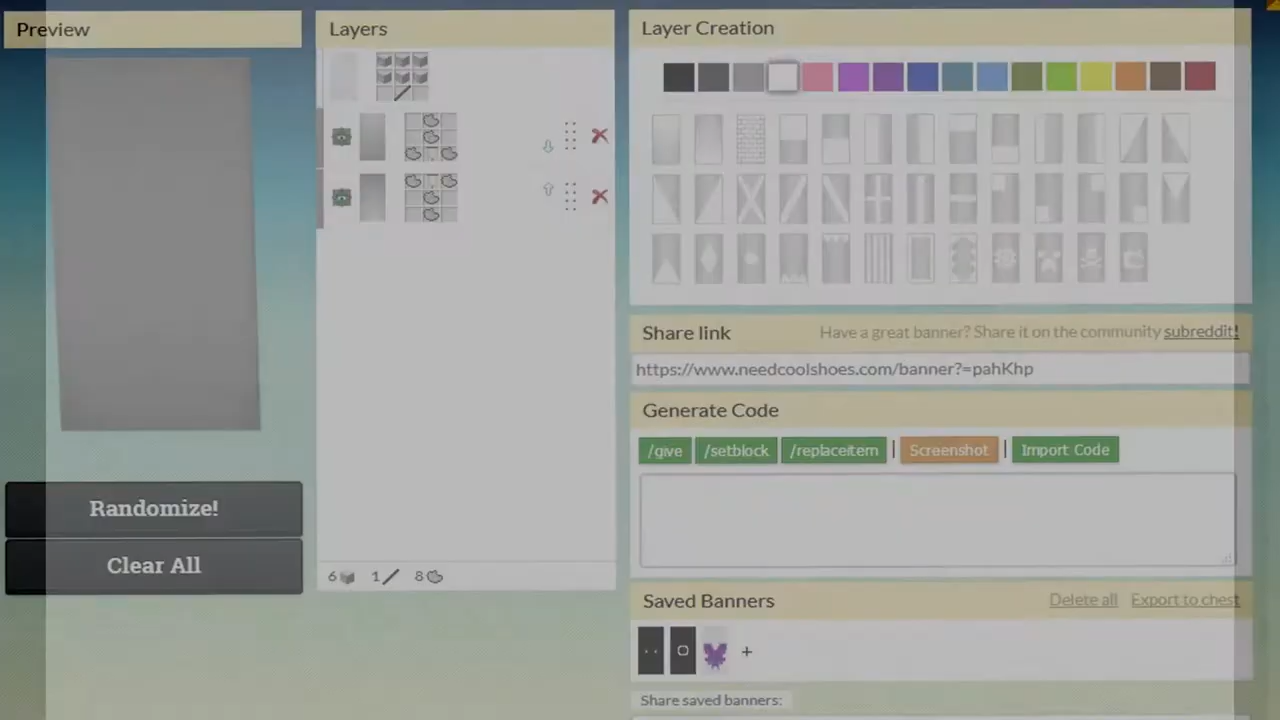 Preview
Layers
Layer Creation
Share link
Have a great banner? Share it on the community subreddit!
https://www.needcoolshoes.com/banner?=pahKhp
Generate Code
/give
/setblock
/replaceitem
|
Screenshot
|
Import Code
Randomize!
Clear All
6
1
8
Saved Banners
Delete all
Export to chest
+
Share saved banners: